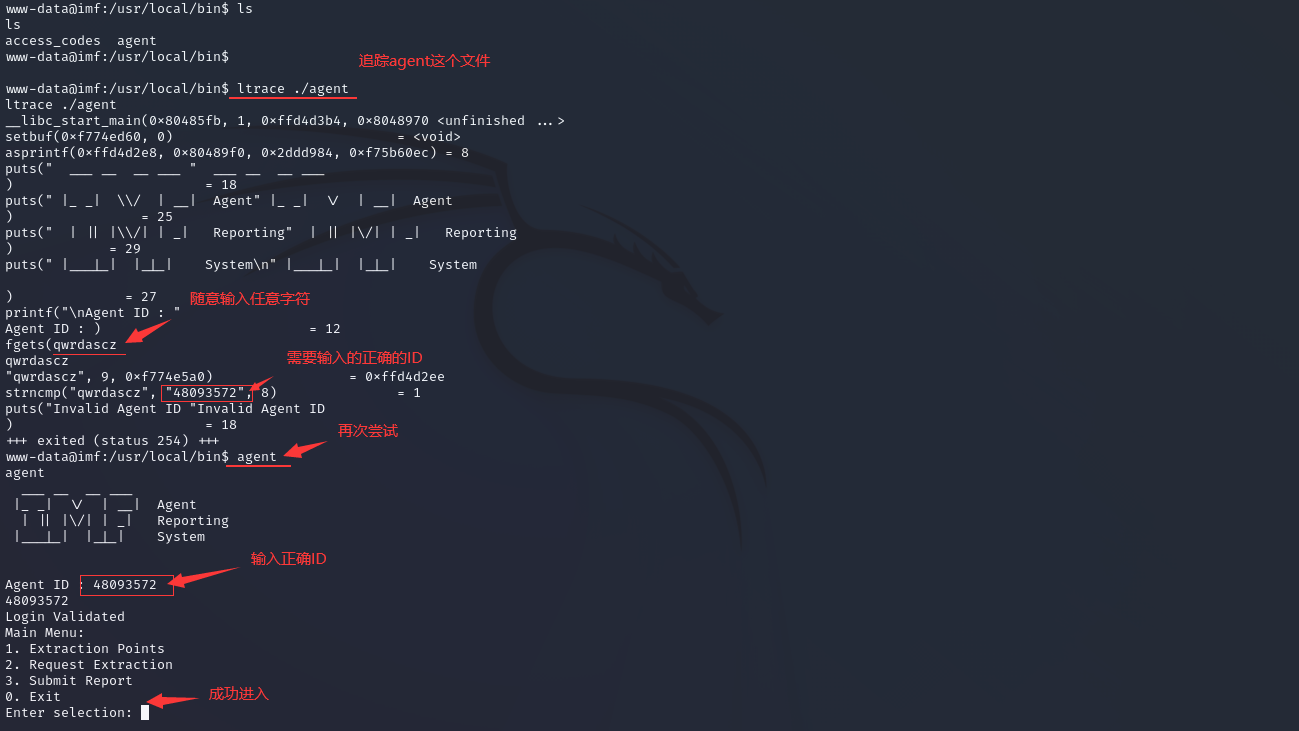 www-data@imf:/usr/local/bin$ ls
ls
access_codes  agent
www-data@imf:/usr/local/bin$
追踪agent这个文件
www-data@imf:/usr/local/bin$ ltrace ./agent
ltrace ./agent
__libc_start_main(0×80485fb, 1, 0×ffd4d3b4, 0×8048970 <unfinished ...>
setbuf(0×f774ed60, 0)                            = <void>
asprintf(0×ffd4d2e8, 0×80489f0, 0×2ddd984, 0×f75b60ec) = 8
puts("  ___ __  __ ___ "  ___ __  __ ___
)                        = 18
puts(" |_ _|  \\/  | __|  Agent" |_ _|  \/  | __|  Agent
)                = 25
puts("  | || |\\/| | _|   Reporting"  | || |\/| | _|   Reporting
)            = 29
puts(" |___|_|  |_|_|    System\n" |___|_|  |_|_|    System
)              = 27
随意输入任意字符
printf("\nAgent ID : "
Agent ID : )                          = 12
fgets(qwrdascz
qwrdascz
需要输入的正确的ID
"qwrdascz", 9, 0×f774e5a0)                 = 0×ffd4d2ee
strncmp("qwrdascz", "48093572", 8)               = 1
puts("Invalid Agent ID "Invalid Agent ID
)                        = 18
+++ exited (status 254) +++
再次尝试
www-data@imf:/usr/local/bin$ agent
agent
  ___ __  __ ___
 |_ _|  \/  | __|  Agent
  | || |\/| | _|   Reporting
 |___|_|  |_|_|    System
输入正确ID
Agent ID : 48093572
48093572
Login Validated
Main Menu:
1. Extraction Points
2. Request Extraction
3. Submit Report
0. Exit
成功进入
Enter selection: